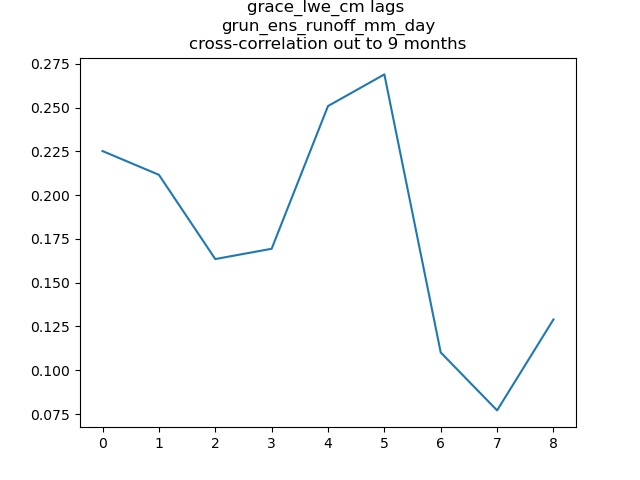 grace_lwe_cm lags
grun_ens_runoff_mm_day
cross-correlation out to 9 months
0.275
0.250
0.225
0.200
0.175
0.150
0.125
0.100
0.075
0 1 2 3 4 5 6 7 8